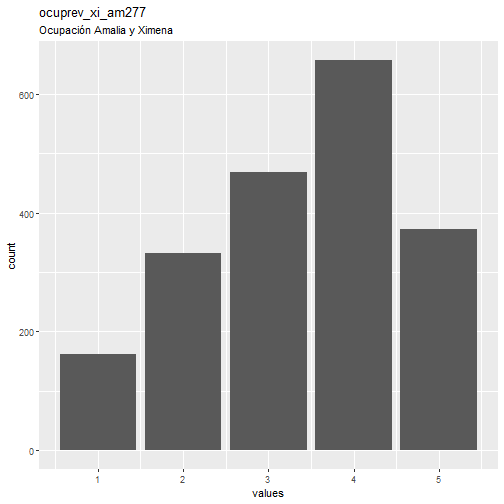 ocuprev_xi_am277
Ocupación Amalia y Ximena
600
400
200
0
count
1 2 3 4 5
values